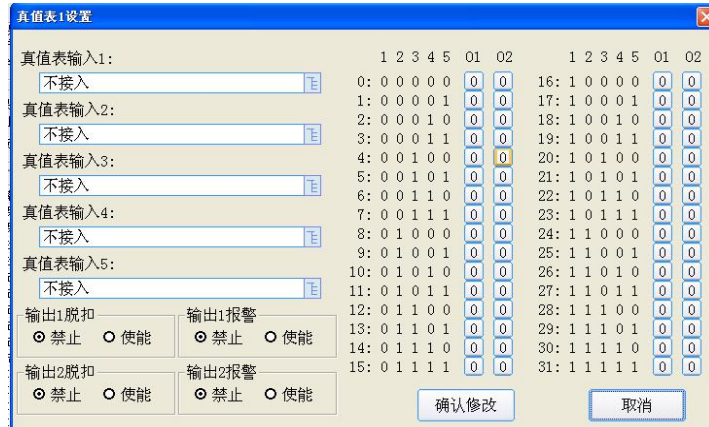 真值表1设置
真值表输入1:
不接入
真值表输入2:
不接入
真值表输入3:
不接入
真值表输入4:
不接入
真值表输入5:
不接入
输出1脱扣
禁止 使能
输出1报警
禁止 使能
输出2脱扣
禁止 使能
输出2报警
禁止 使能
1 2 3 4 5 O1 O2
0: 0 0 0 0 0 0 0
1: 0 0 0 0 1 0 0
2: 0 0 0 1 0 0 0
3: 0 0 0 1 1 0 0
4: 0 0 1 0 0 0 0
5: 0 0 1 0 1 0 0
6: 0 0 1 1 0 0 0
7: 0 0 1 1 1 0 0
8: 0 1 0 0 0 0 0
9: 0 1 0 0 1 0 0
10: 0 1 0 1 0 0 0
11: 0 1 0 1 1 0 0
12: 0 1 1 0 0 0 0
13: 0 1 1 0 1 0 0
14: 0 1 1 1 0 0 0
15: 0 1 1 1 1 0 0
1 2 3 4 5 O1 O2
16: 1 0 0 0 0 0 0
17: 1 0 0 0 1 0 0
18: 1 0 0 1 0 0 0
19: 1 0 0 1 1 0 0
20: 1 0 1 0 0 0 0
21: 1 0 1 0 1 0 0
22: 1 0 1 1 0 0 0
23: 1 0 1 1 1 0 0
24: 1 1 0 0 0 0 0
25: 1 1 0 0 1 0 0
26: 1 1 0 1 0 0 0
27: 1 1 0 1 1 0 0
28: 1 1 1 0 0 0 0
29: 1 1 1 0 1 0 0
30: 1 1 1 1 0 0 0
31: 1 1 1 1 1 0 0
确认修改
取消